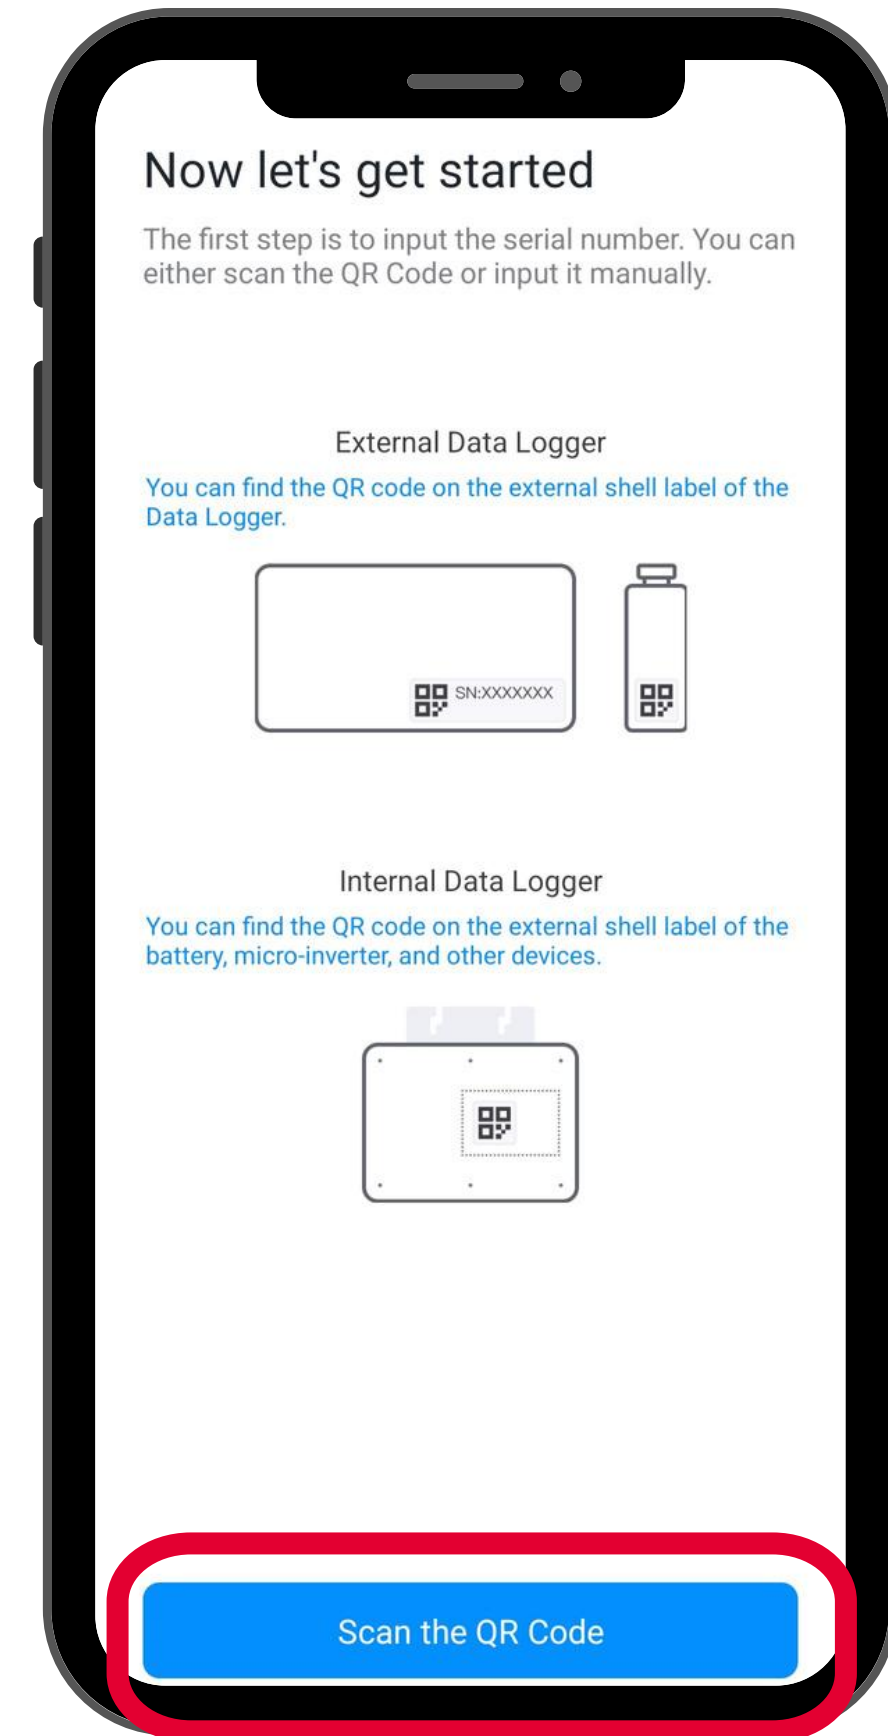 Now let's get started
The first step is to input the serial number. You can
either scan the QR Code or input it manually.
External Data Logger
You can find the QR code on the external shell label of the
Data Logger.
SN:XXXXXXX
Internal Data Logger
You can find the QR code on the external shell label of the
battery, micro-inverter, and other devices.
Scan the QR Code